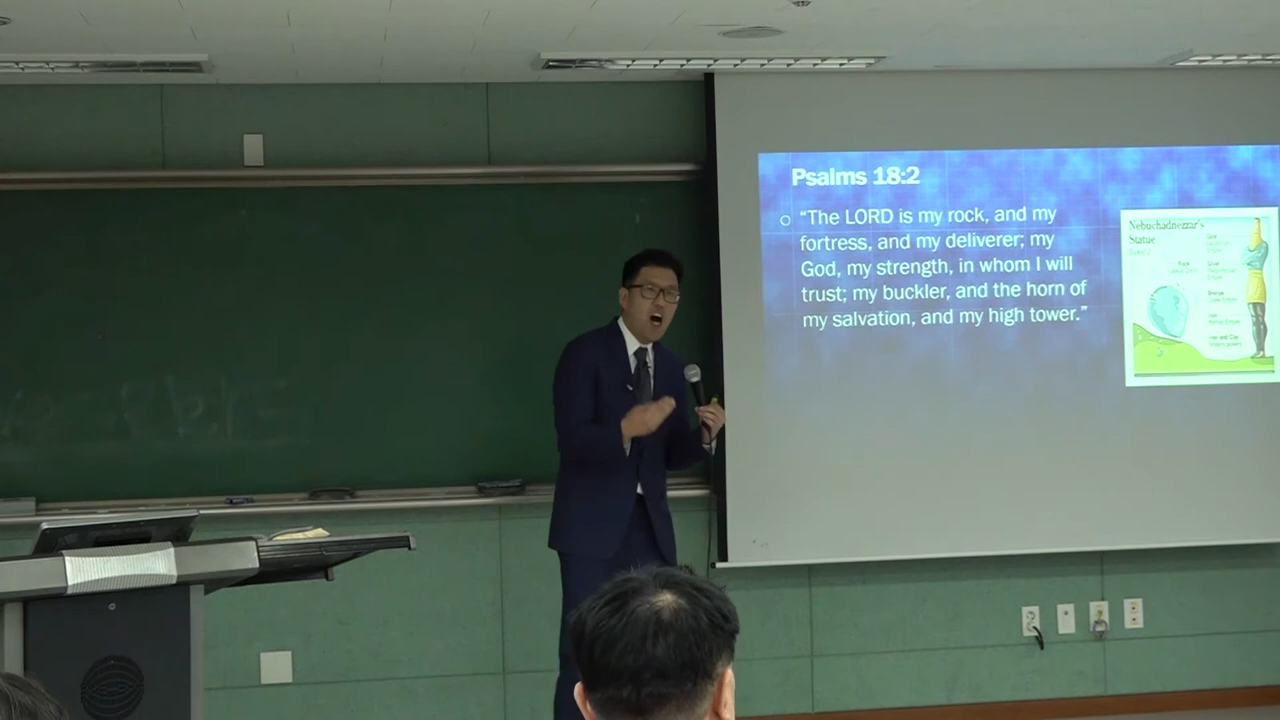 Psalms 18:2
“The LORD is my rock, and my
fortress, and my deliverer; my
God, my strength, in whom I will
trust; my buckler, and the horn of
my salvation, and my high tower.”
Nebuchadnezzar's
Statue